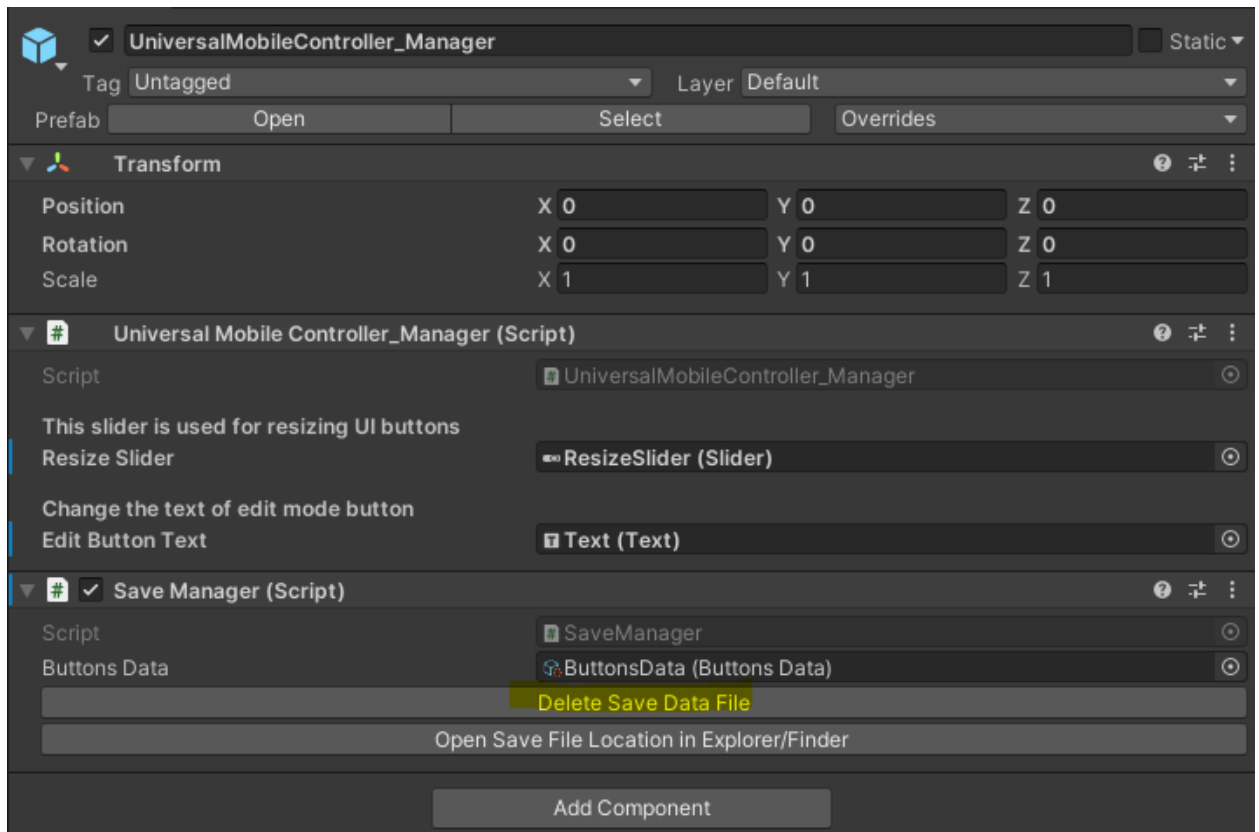 UniversalMobileController_Manager Static
Tag Untagged Layer Default
Prefab Open Select Overrides
Transform
Position X 0 Y 0 Z 0
Rotation X 0 Y 0 Z 0
Scale X 1 Y 1 Z 1
# Universal Mobile Controller_Manager (Script)
Script # UniversalMobileController_Manager
This slider is used for resizing UI buttons
Resize Slider ResizeSlider (Slider)
Change the text of edit mode button
Edit Button Text T Text (Text)
# Save Manager (Script)
Script # SaveManager
Buttons Data ButtonsData (Buttons Data)
Delete Save Data File
Open Save File Location in Explorer/Finder
Add Component